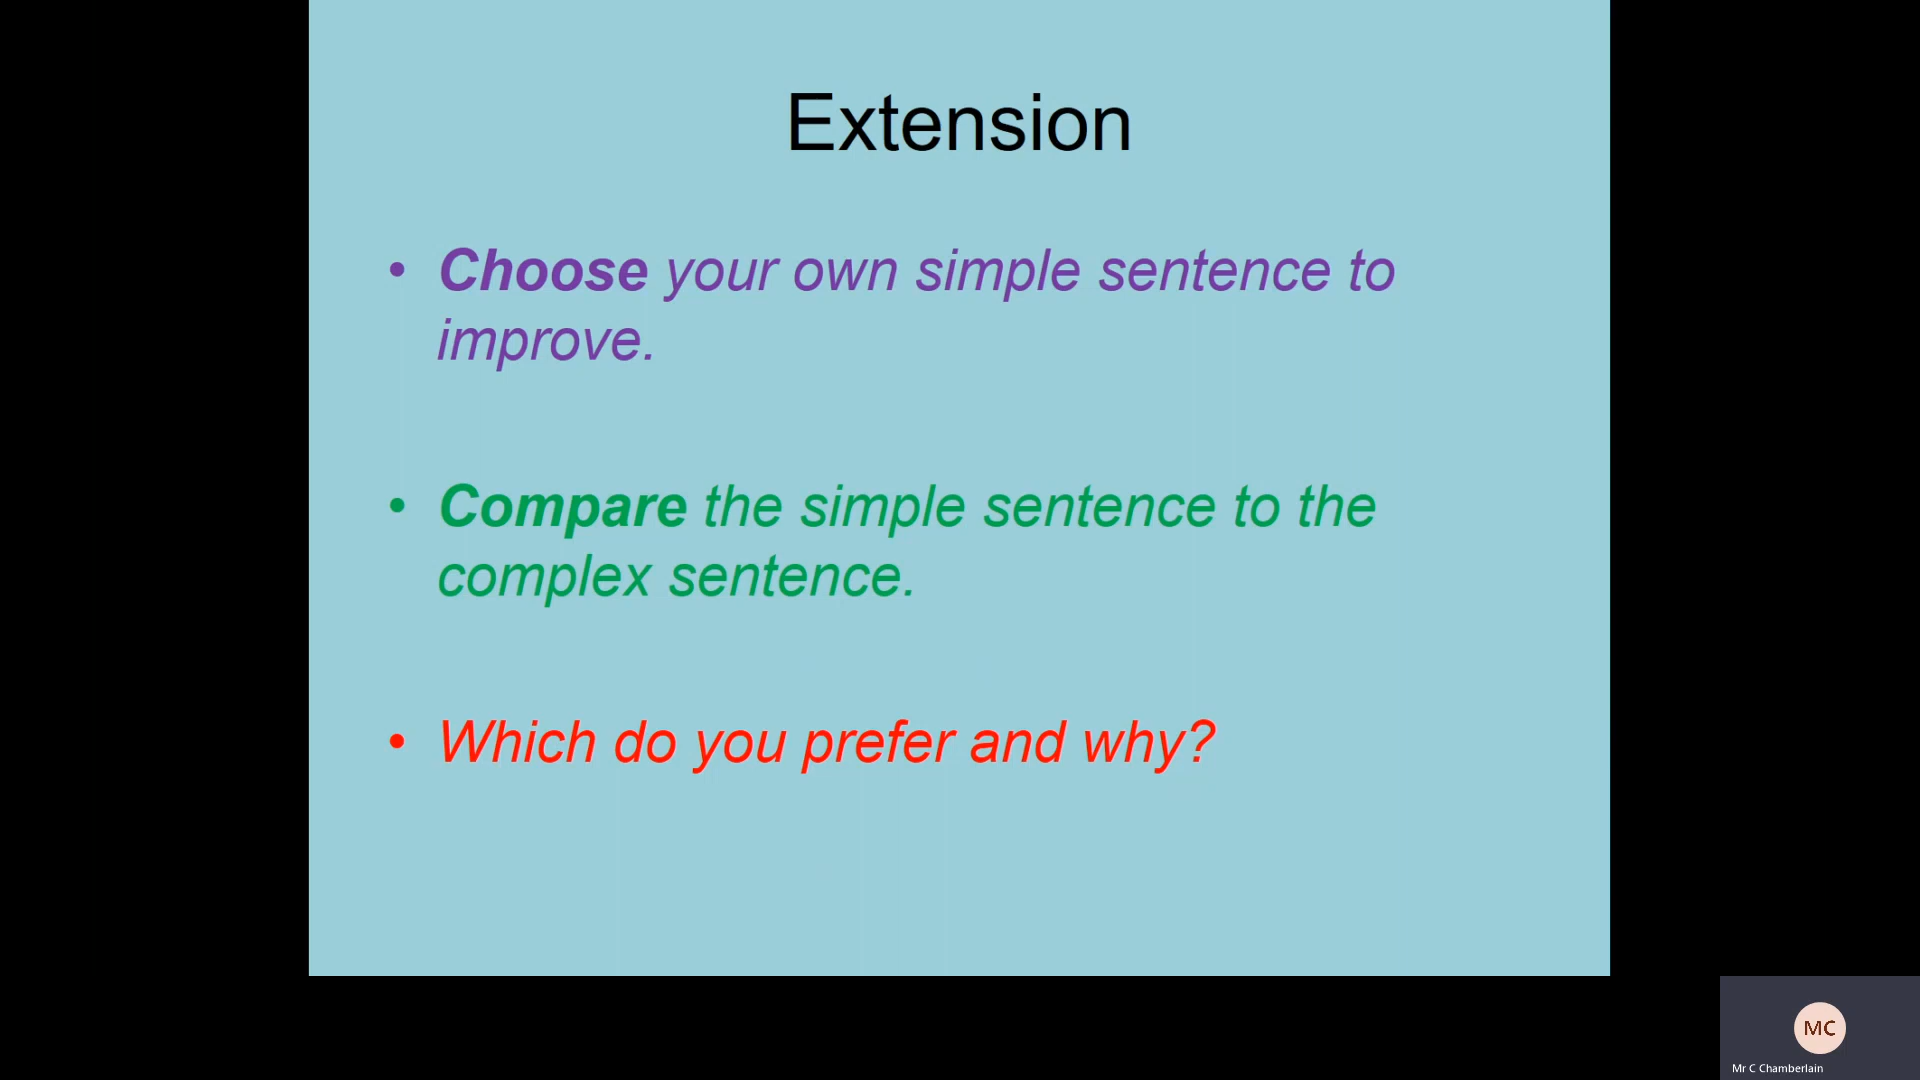 Extension
• Choose your own simple sentence to
improve.
• Compare the simple sentence to the
complex sentence.
• Which do you prefer and why?
MC
Mr C Chamberlain